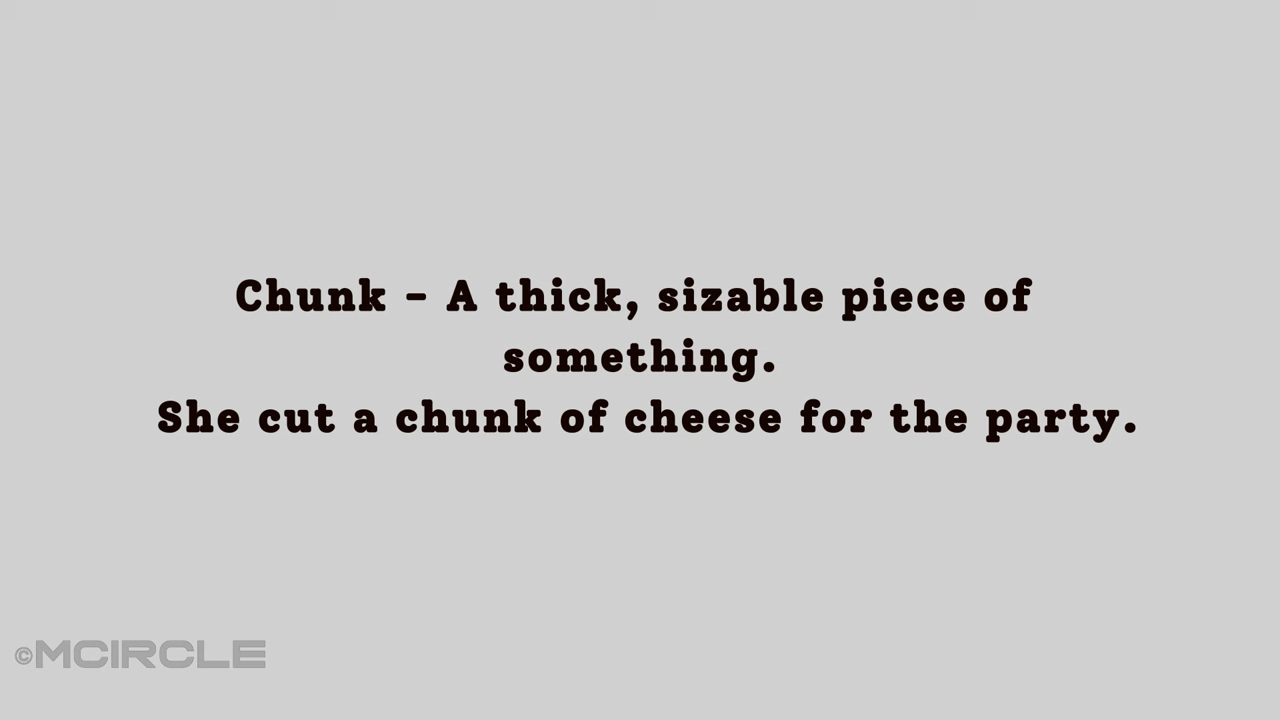 Chunk - A thick, sizable piece of
something.
She cut a chunk of cheese for the party.
©MCIRCLE